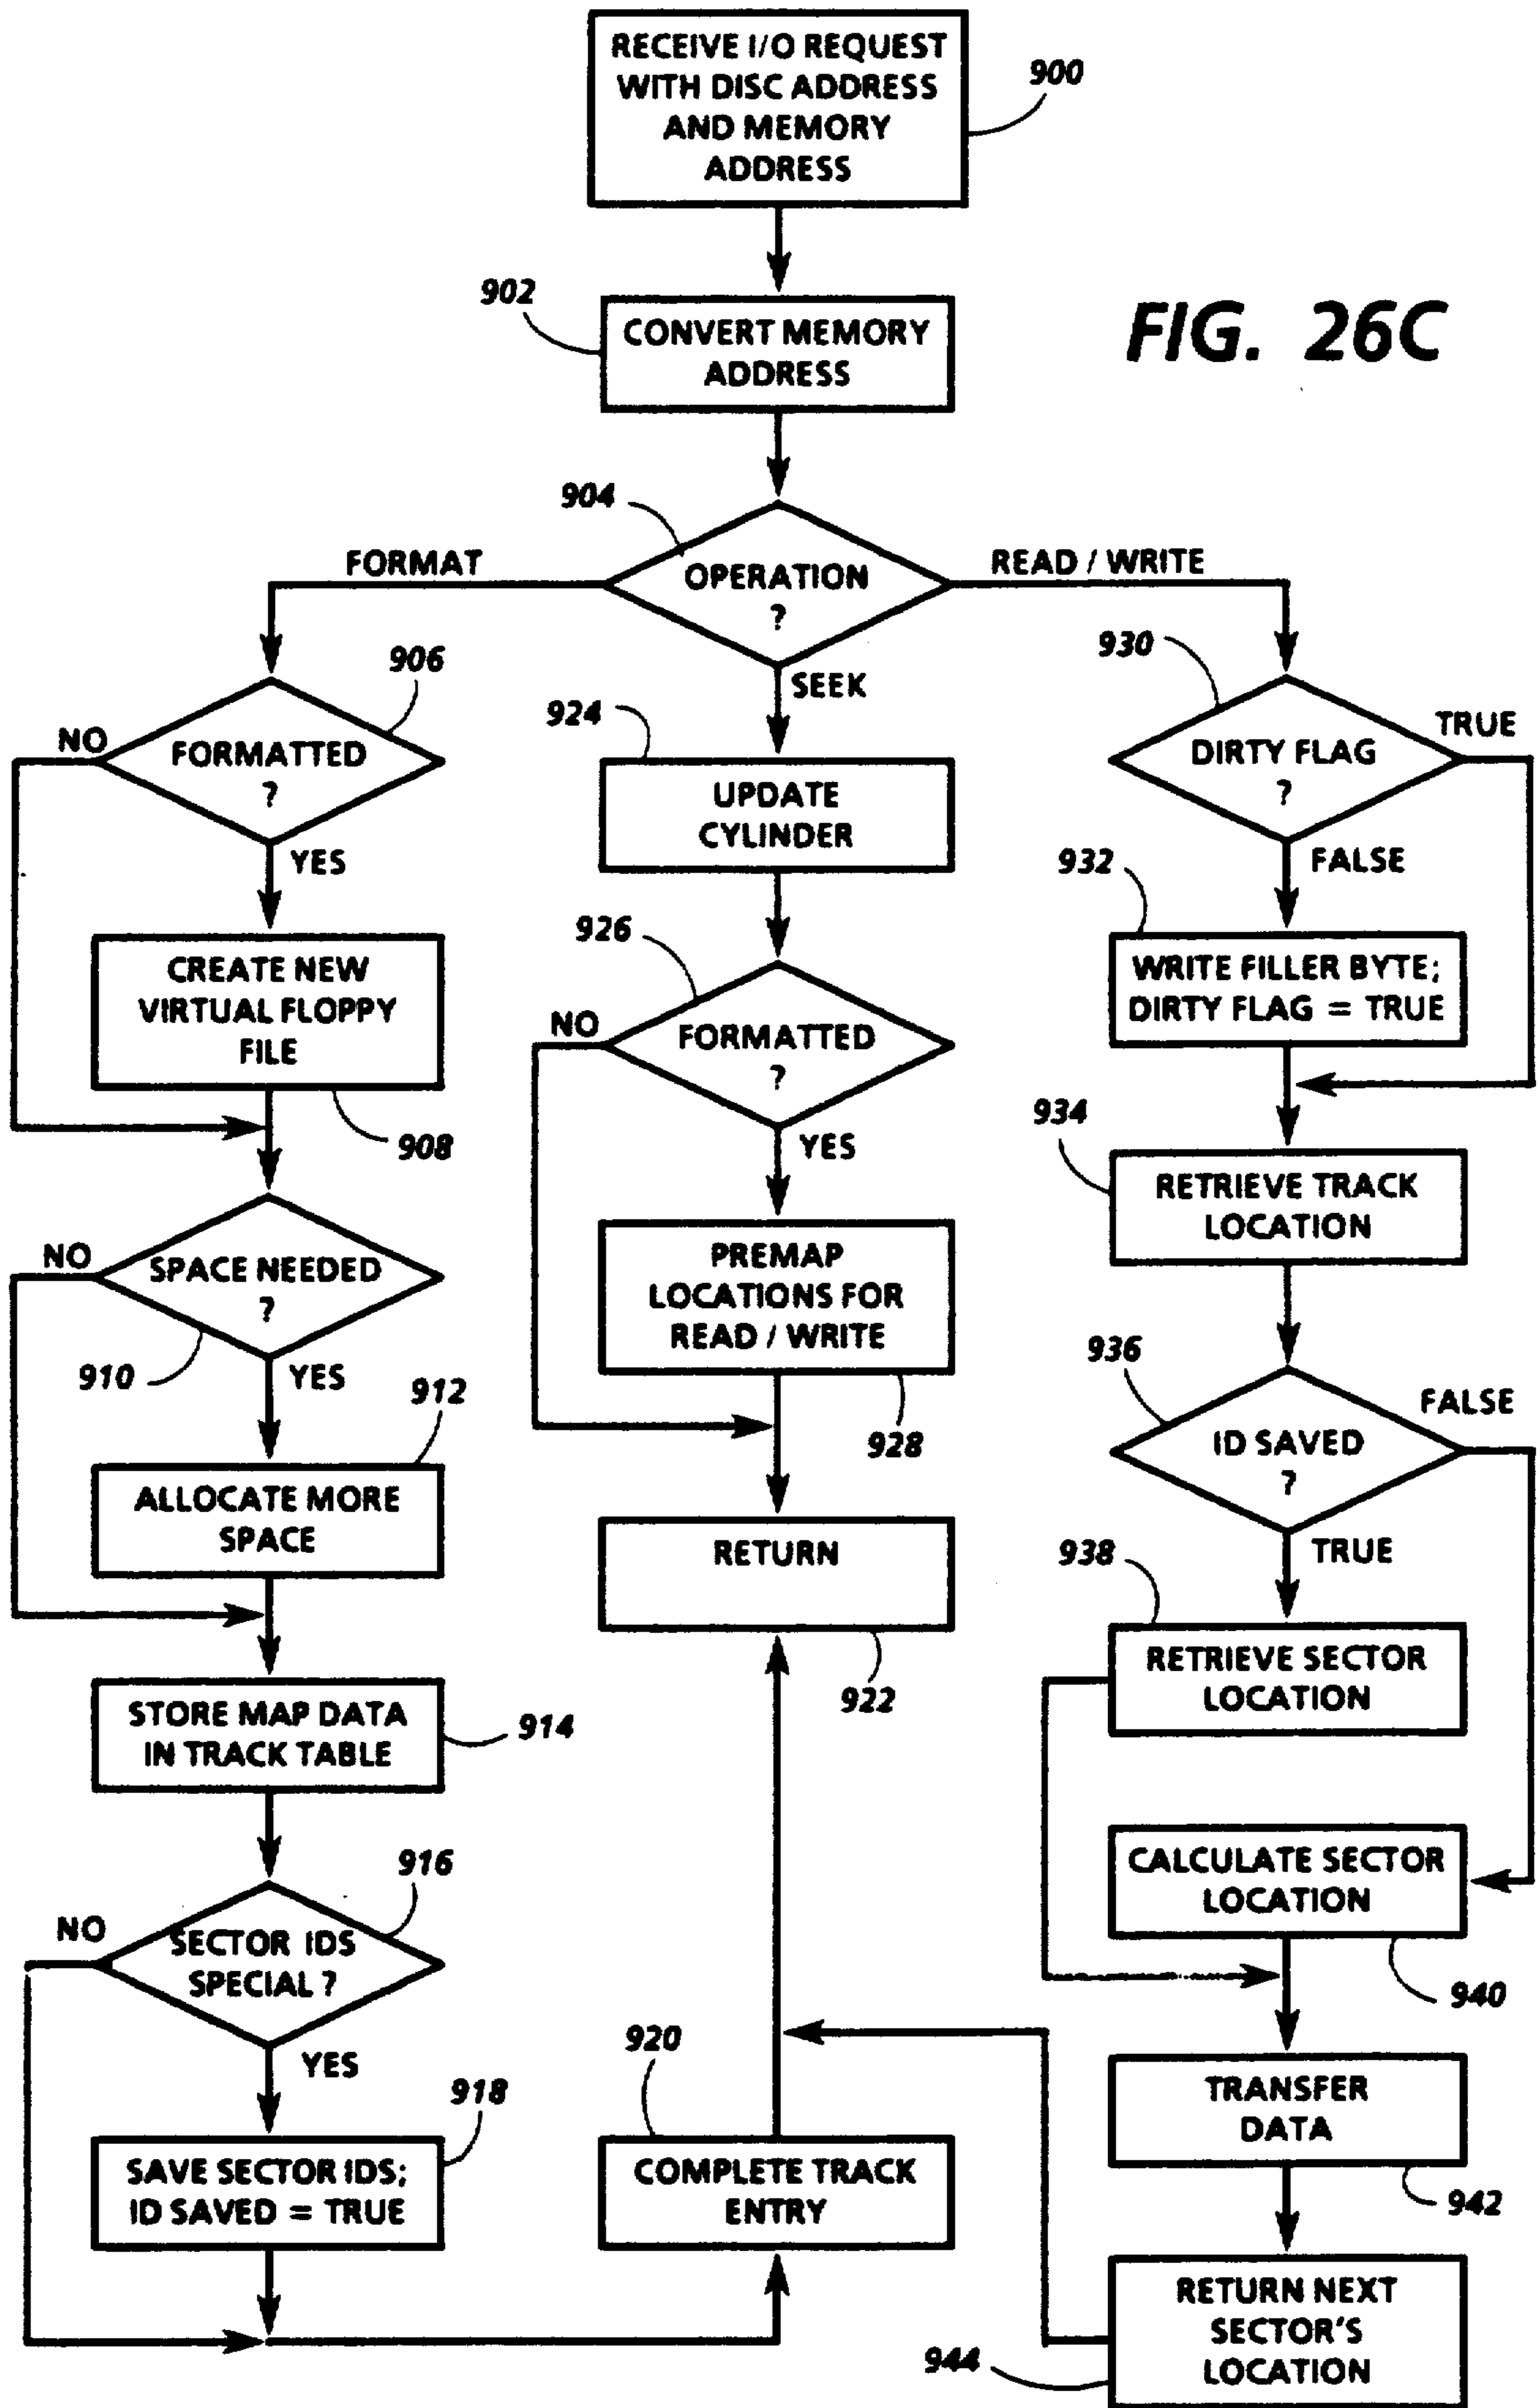 RECEIVE I/O REQUEST
WITH DISC ADDRESS
AND MEMORY
ADDRESS
900
902
CONVERT MEMORY
ADDRESS
FIG. 26C
904
OPERATION
?
FORMAT
SEEK
READ / WRITE
906
FORMATTED
?
NO
YES
CREATE NEW
VIRTUAL FLOPPY
FILE
908
SPACE NEEDED
?
NO
910
YES
912
ALLOCATE MORE
SPACE
STORE MAP DATA
IN TRACK TABLE
914
916
NO
SECTOR IDS
SPECIAL ?
YES
918
SAVE SECTOR IDS;
ID SAVED = TRUE
920
COMPLETE TRACK
ENTRY
924
UPDATE
CYLINDER
926
NO
FORMATTED
?
YES
PREMAP
LOCATIONS FOR
READ / WRITE
928
RETURN
922
930
TRUE
DIRTY FLAG
?
FALSE
932
WRITE FILLER BYTE;
DIRTY FLAG = TRUE
934
RETRIEVE TRACK
LOCATION
936
FALSE
ID SAVED
?
TRUE
938
RETRIEVE SECTOR
LOCATION
CALCULATE SECTOR
LOCATION
940
TRANSFER
DATA
942
RETURN NEXT
SECTOR'S
LOCATION
944